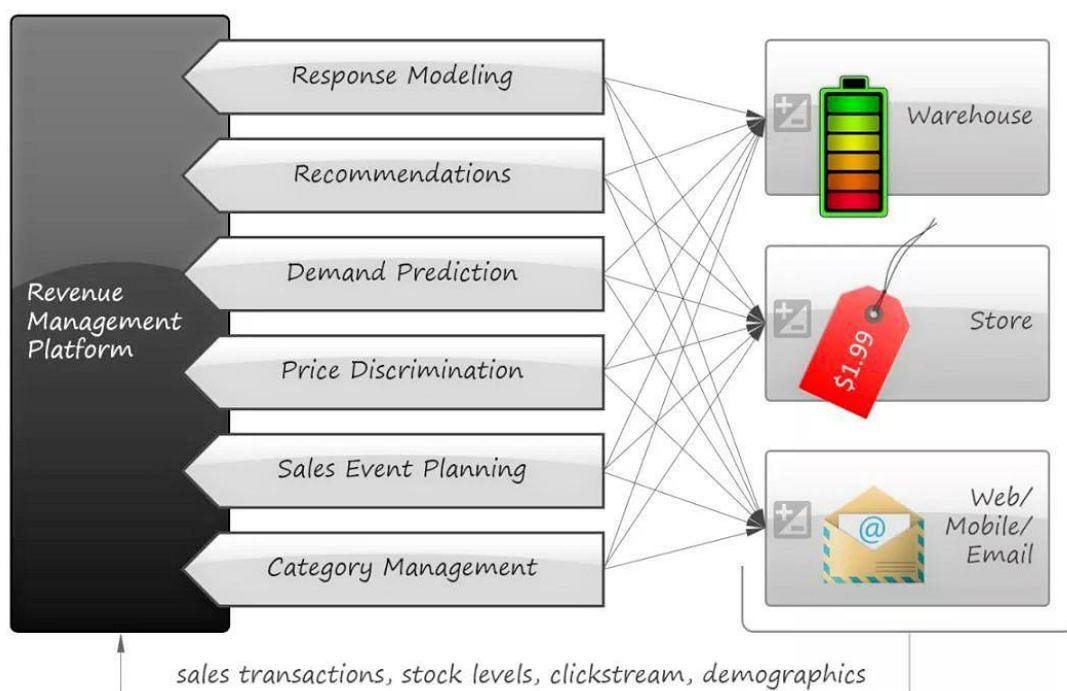 Revenue
Management
Platform
Response Modeling
Recommendations
Demand Prediction
Price Discrimination
Sales Event Planning
Category Management
Warehouse
Store
$1.99
Web/
Mobile/
Email
@
sales transactions, stock levels, clickstream, demographics